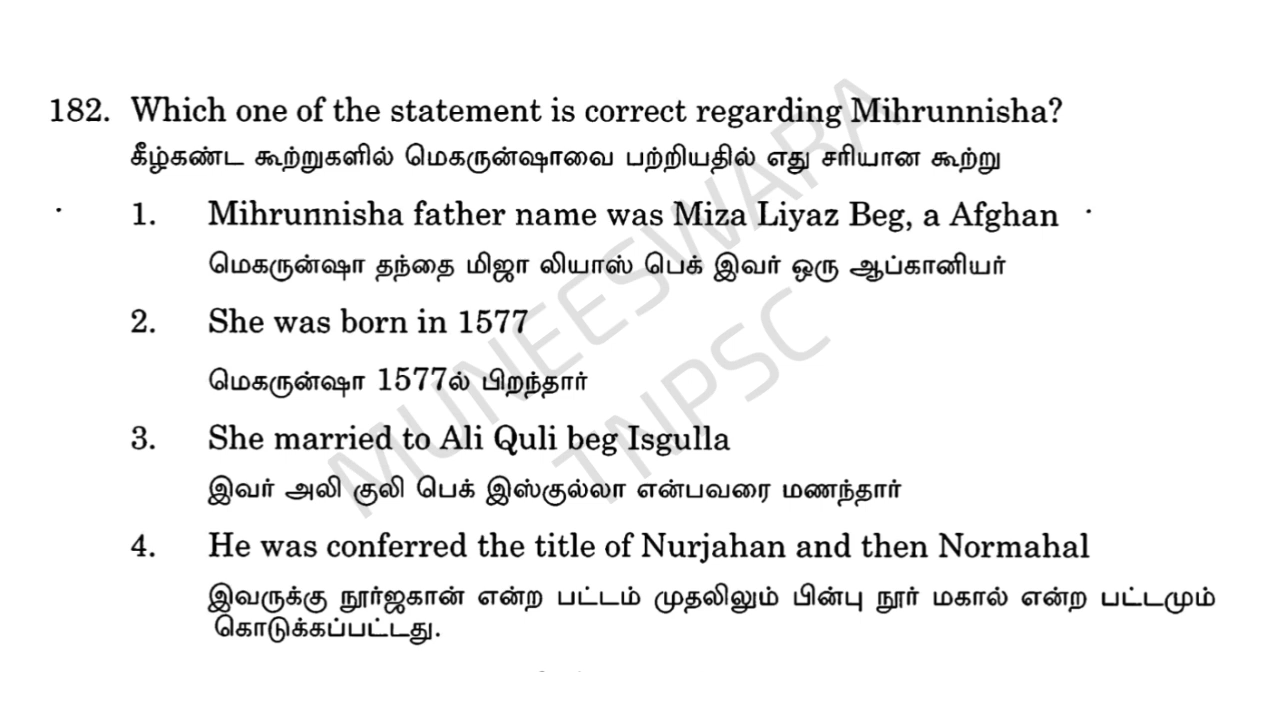 182. Which one of the statement is correct regarding Mihrunnisha?
கீழ்கண்ட கூற்றுகளில் மெகருன்ஷாவை பற்றியதில் எது சரியான கூற்று
1. Mihrunnisha father name was Miza Liyaz Beg, a Afghan
மெகருன்ஷா தந்தை மிஜா லியாஸ் பெக் இவர் ஒரு ஆப்கானியர்
2. She was born in 1577
மெகருன்ஷா 1577ல் பிறந்தார்
3. She married to Ali Quli beg Isgulla
இவர் அலி குலி பெக் இஸ்குல்லா என்பவரை மணந்தார்
4. He was conferred the title of Nurjahan and then Normahal
இவருக்கு நூர்ஜகான் என்ற பட்டம் முதலிலும் பின்பு நூர் மகால் என்ற பட்டமும்
கொடுக்கப்பட்டது.
MUNEESWARA
TNPSC